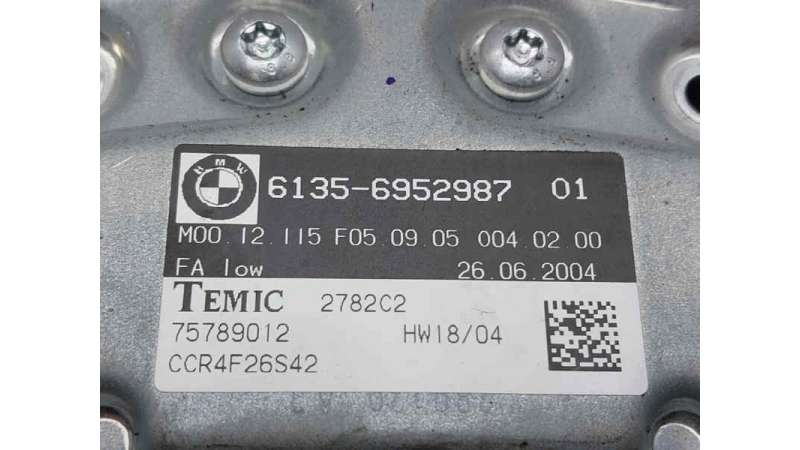 BMW
6135-6952987 01
M00.12.115 F05.09.05 004.02.00
FA low 26.06.2004
TEMIC 2782C2
75789012 HW18/04
CCR4F26S42